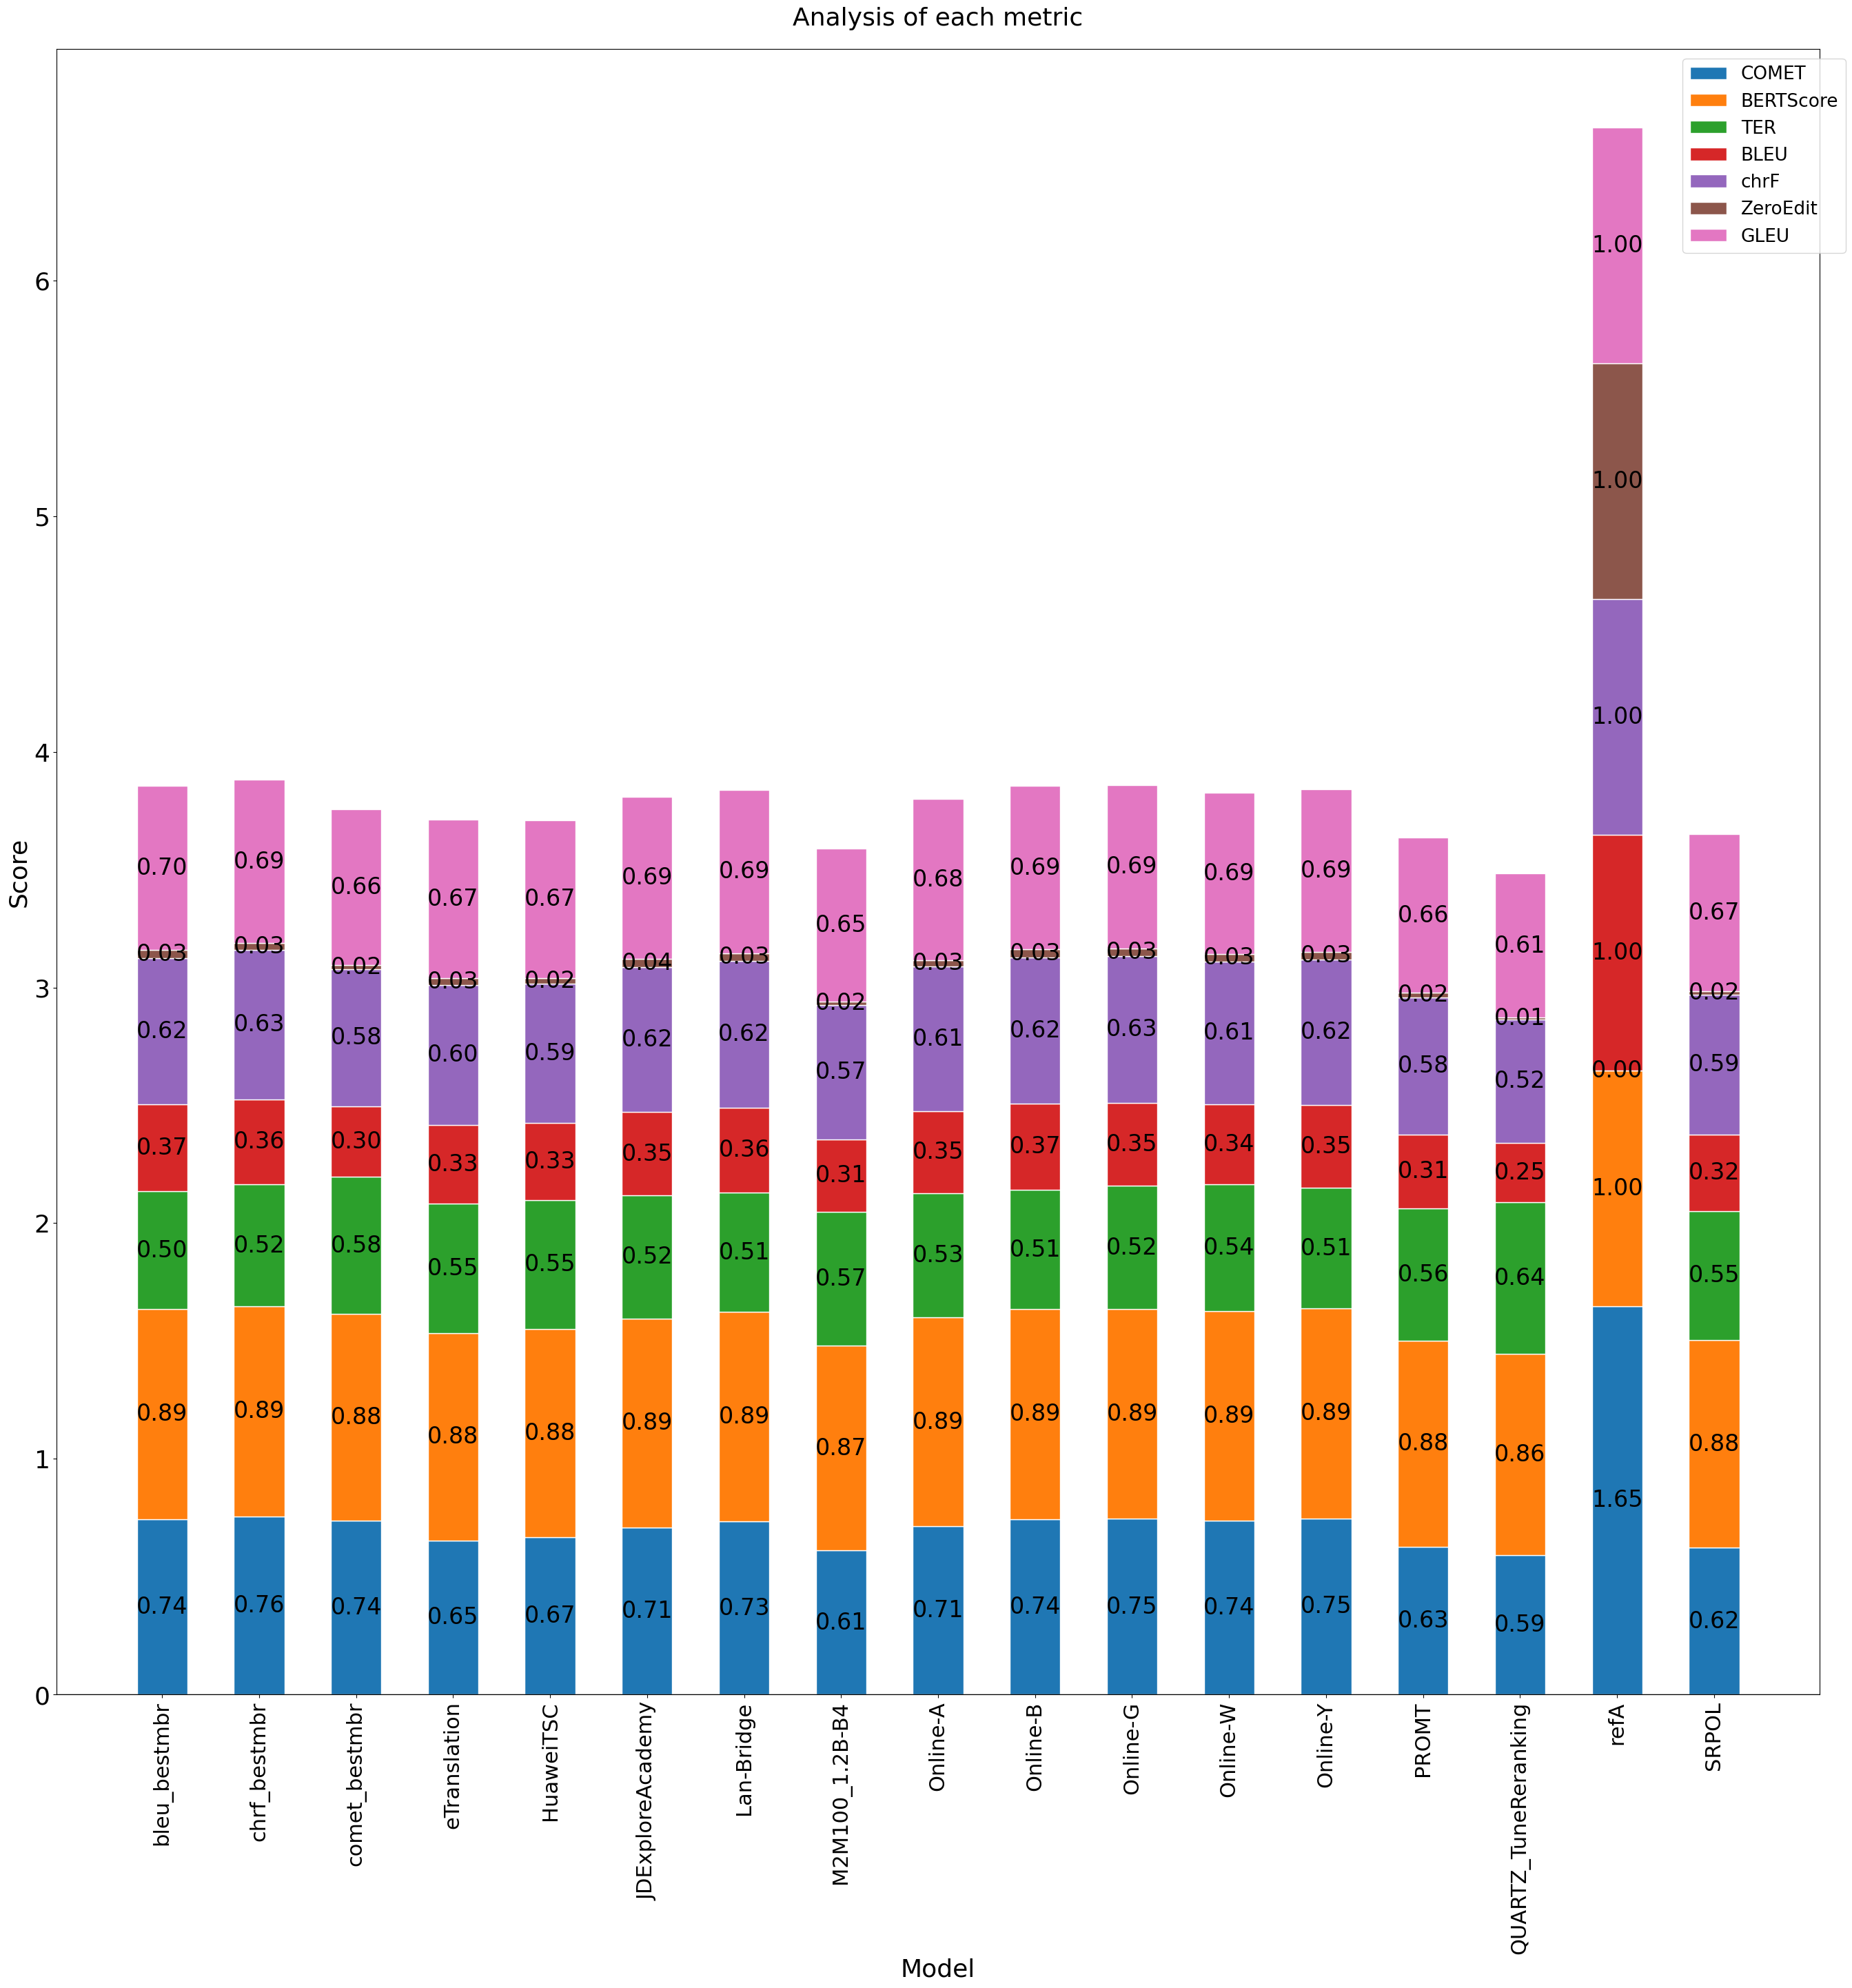 Analysis of each metric
COMET
BERTScore
TER
BLEU
chrF
ZeroEdit
GLEU
Score
6
5
4
3
2
1
0
0.70 0.69 0.66 0.67 0.67 0.69 0.69 0.65 0.68 0.69 0.69 0.69 0.69 0.66 0.61 1.00 0.67
0.03 0.03 0.02 0.03 0.02 0.04 0.03 0.02 0.03 0.03 0.03 0.03 0.03 0.02 0.01 1.00 0.02
0.62 0.63 0.58 0.60 0.59 0.62 0.62 0.57 0.61 0.62 0.63 0.61 0.62 0.58 0.52 1.00 0.59
0.37 0.36 0.30 0.33 0.33 0.35 0.36 0.31 0.35 0.37 0.35 0.34 0.35 0.31 0.25 1.00 0.32
0.50 0.52 0.58 0.55 0.55 0.52 0.51 0.57 0.53 0.51 0.52 0.54 0.51 0.56 0.64 0.00 0.55
0.89 0.89 0.88 0.88 0.88 0.89 0.89 0.87 0.89 0.89 0.89 0.89 0.89 0.88 0.86 1.00 0.88
0.74 0.76 0.74 0.65 0.67 0.71 0.73 0.61 0.71 0.74 0.75 0.74 0.75 0.63 0.59 1.65 0.62
bleu_bestmbr
chrf_bestmbr
comet_bestmbr
eTranslation
HuaweiTSC
JDExploreAcademy
Lan-Bridge
M2M100_1.2B-B4
Online-A
Online-B
Online-G
Online-W
Online-Y
PROMT
QUARTZ_TuneReranking
refA
SRPOL
Model